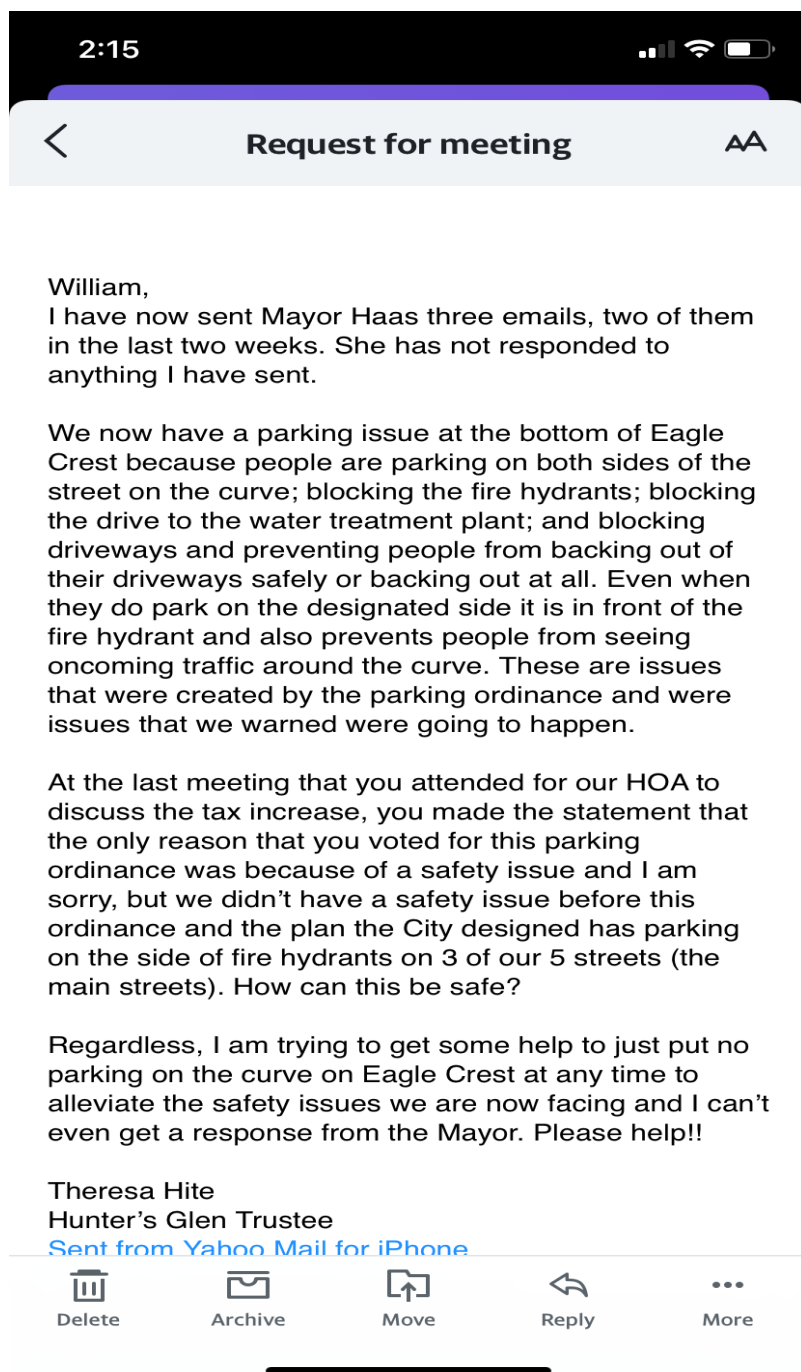 2:15
Request for meeting AA
William,
I have now sent Mayor Haas three emails, two of them
in the last two weeks. She has not responded to
anything I have sent.
We now have a parking issue at the bottom of Eagle
Crest because people are parking on both sides of the
street on the curve; blocking the fire hydrants; blocking
the drive to the water treatment plant; and blocking
driveways and preventing people from backing out of
their driveways safely or backing out at all. Even when
they do park on the designated side it is in front of the
fire hydrant and also prevents people from seeing
oncoming traffic around the curve. These are issues
that were created by the parking ordinance and were
issues that we warned were going to happen.
At the last meeting that you attended for our HOA to
discuss the tax increase, you made the statement that
the only reason that you voted for this parking
ordinance was because of a safety issue and I am
sorry, but we didn’t have a safety issue before this
ordinance and the plan the City designed has parking
on the side of fire hydrants on 3 of our 5 streets (the
main streets). How can this be safe?
Regardless, I am trying to get some help to just put no
parking on the curve on Eagle Crest at any time to
alleviate the safety issues we are now facing and I can’t
even get a response from the Mayor. Please help!!
Theresa Hite
Hunter’s Glen Trustee
Sent from Yahoo Mail for iPhone
Delete Archive Move Reply More